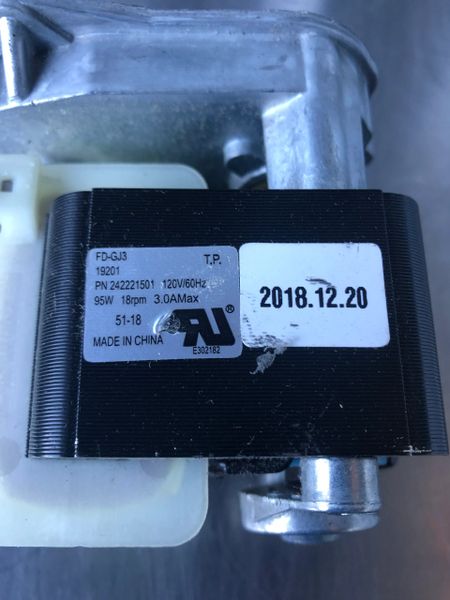 FD-GJ3 T.P.
19201
PN 242221501 120V/60Hz
95W 18rpm 3.0AMax
51-18
MADE IN CHINA
RU®
E302182
2018.12.20